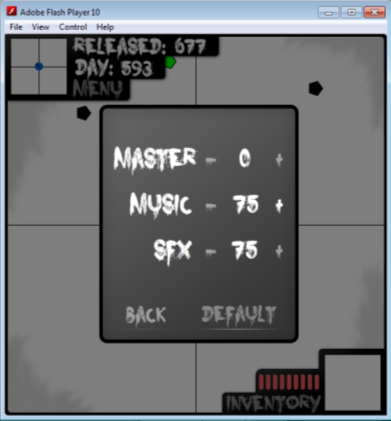 Adobe Flash Player 10
File View Control Help
RELEASED: 677
DAY: 593
MENU
MASTER - 0 +
MUSIC - 75 +
SFX - 75 +
BACK DEFAULT
INVENTORY